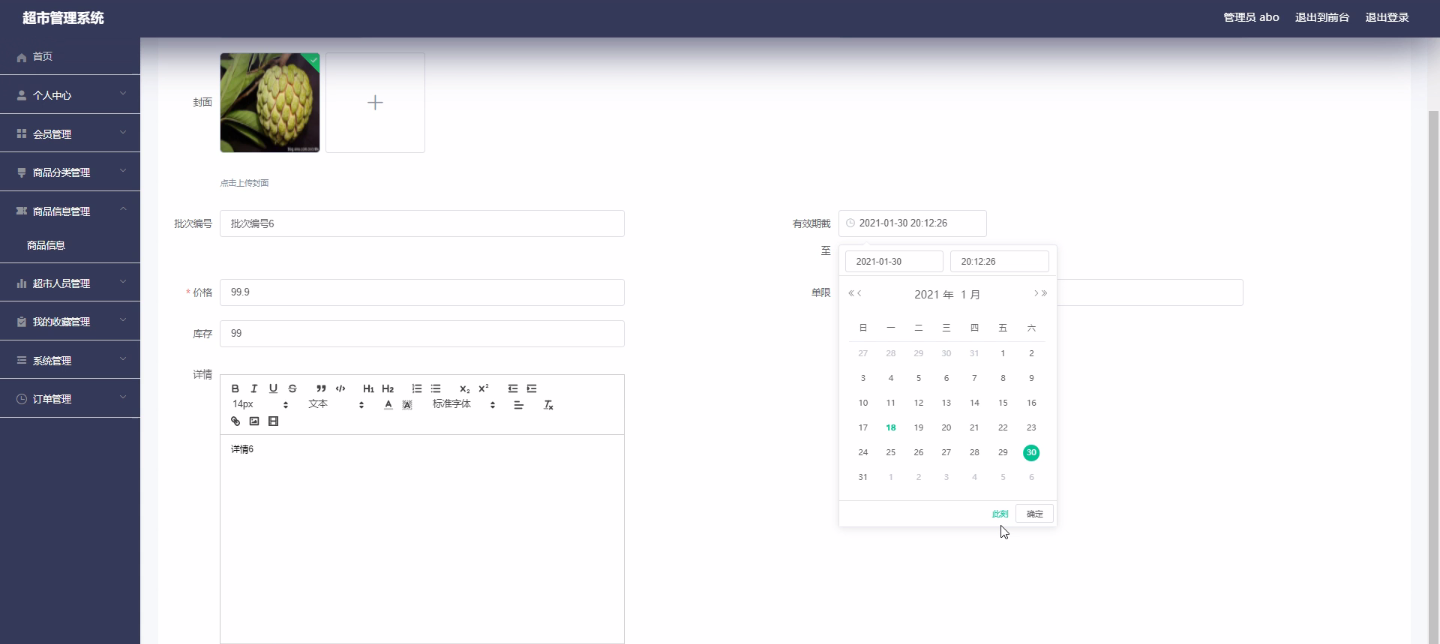 超市管理系统
管理员 abo 退出到前台 退出登录
首页
个人中心
会员管理
商品分类管理
商品信息管理
商品信息
超市人员管理
我的收藏管理
系统管理
订单管理
封面
点击上传封面
批次编号 批次编号6
有效期截至 2021-01-30 20:12:26
2021-01-30 20:12:26
2021 年 1 月
日 一 二 三 四 五 六
27 28 29 30 31 1 2
3 4 5 6 7 8 9
10 11 12 13 14 15 16
17 18 19 20 21 22 23
24 25 26 27 28 29 30
31 1 2 3 4 5 6
此刻 确定
* 价格 99.9
单限
库存 99
详情
B I U S H1 H2 X2 X2
14px 文本 A A 标准字体 Tx
详情6